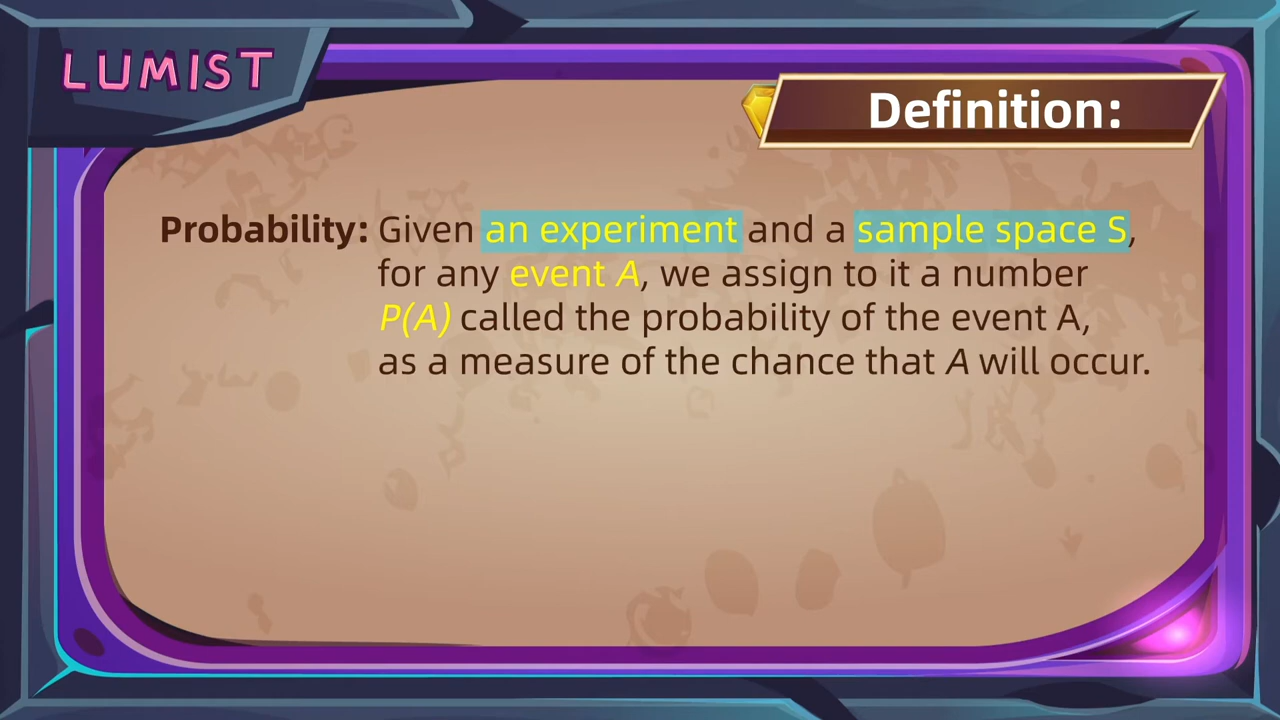 LUMIST
Definition:
Probability: Given an experiment and a sample space S,
for any event A, we assign to it a number
P(A) called the probability of the event A,
as a measure of the chance that A will occur.